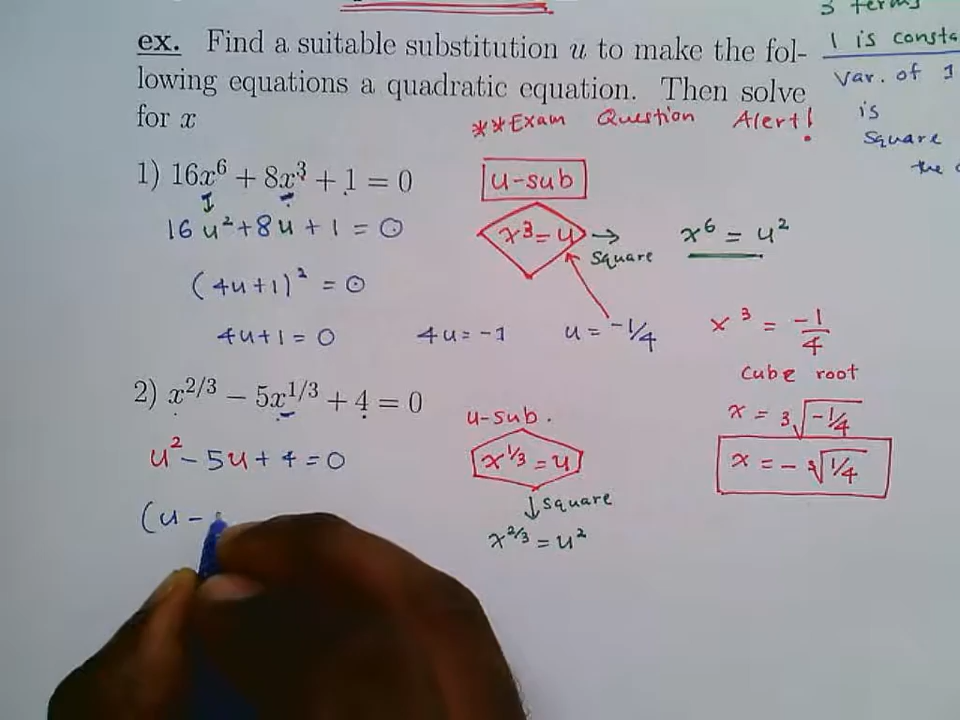 3 terms
ex. Find a suitable substitution u to make the fol-
lowing equations a quadratic equation. Then solve
for x
**Exam Question Alert!
1 is consta
Var. of 1
is
Square
the
1) 16x⁶ + 8x³ + 1 = 0
16u²+8u+1=0
(4u+1)² = 0
4u+1=0 4u=-1 u=-1/4
u-sub
x³=u → Square
x⁶ = u²
x³ = -1/4
Cube root
x = ∛(-1/4)
x = -∛(1/4)
2) x^{2/3} − 5x^{1/3} + 4 = 0
u²-5u+4=0
(u-
u-sub.
x^{1/3}=u
↓ square
x^{2/3}=u²